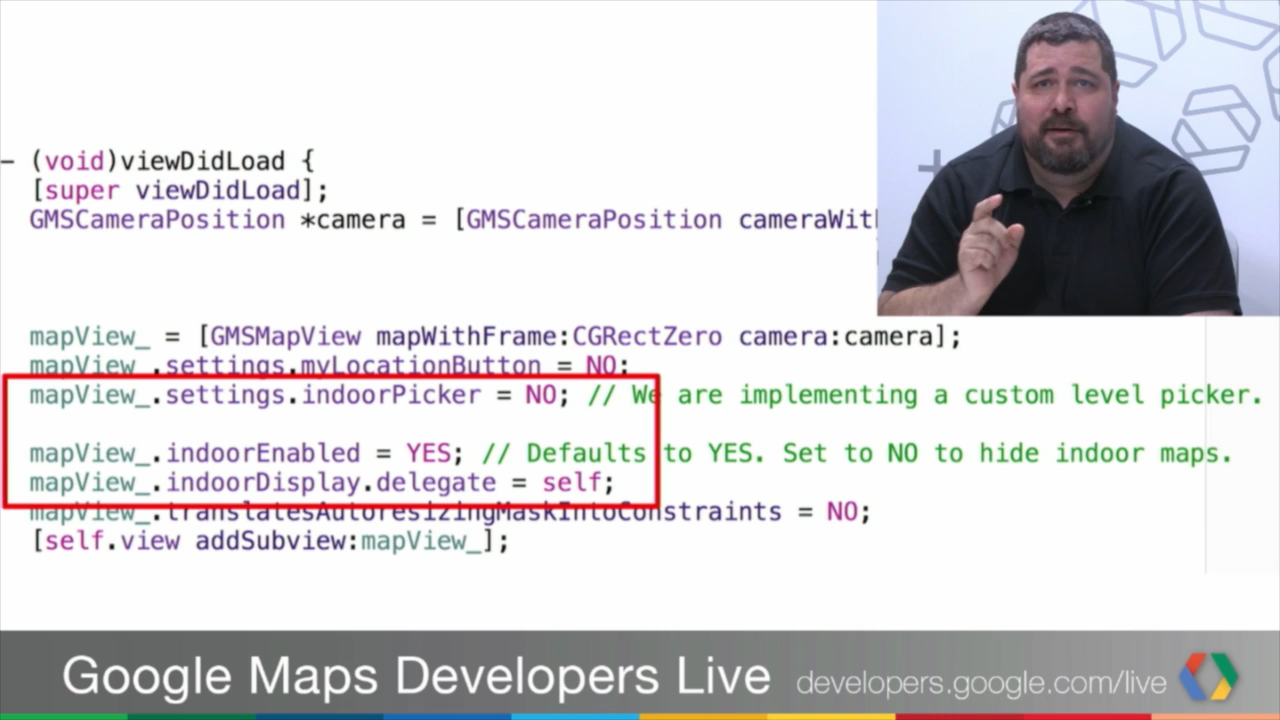 - (void)viewDidLoad {
[super viewDidLoad];
GMSCameraPosition *camera = [GMSCameraPosition cameraWit
mapView_ = [GMSMapView mapWithFrame:CGRectZero camera:camera];
mapView_.settings.myLocationButton = NO;
mapView_.settings.indoorPicker = NO; // We are implementing a custom level picker.
mapView_.indoorEnabled = YES; // Defaults to YES. Set to NO to hide indoor maps.
mapView_.indoorDisplay.delegate = self;
mapView_.translatesAutoresizingMaskIntoConstraints = NO;
[self.view addSubview:mapView_];
Google Maps Developers Live
developers.google.com/live